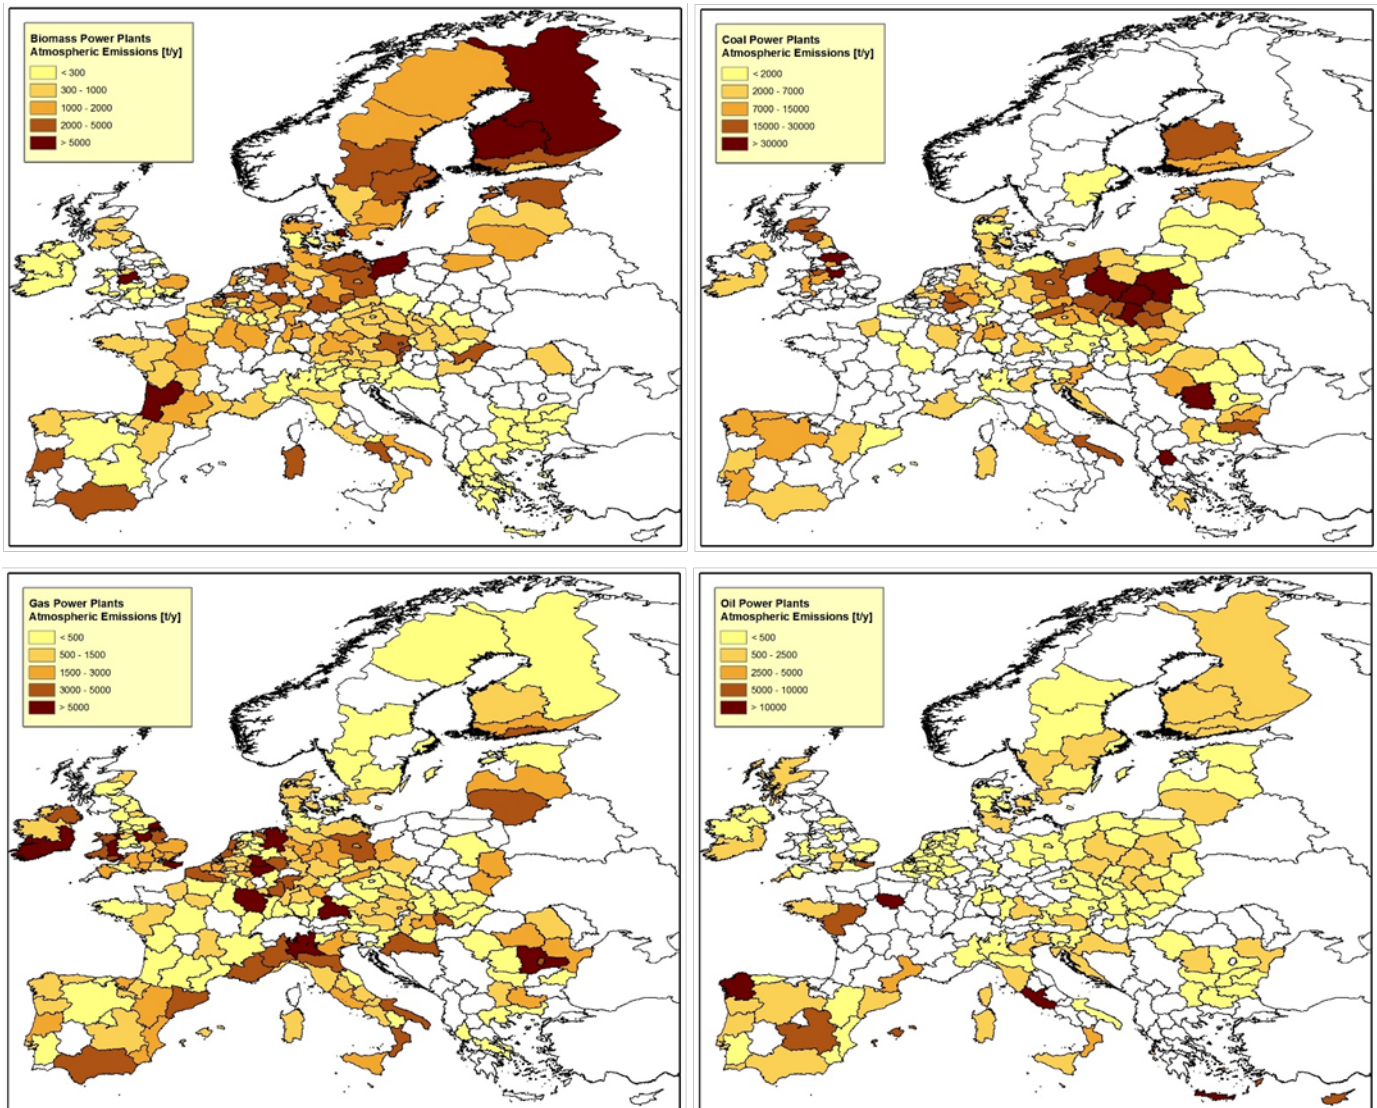 Biomass Power Plants
Atmospheric Emissions [t/y]
< 300
300 - 1000
1000 - 2000
2000 - 5000
> 5000
Coal Power Plants
Atmospheric Emissions [t/y]
< 2000
2000 - 7000
7000 - 15000
15000 - 30000
> 30000
Gas Power Plants
Atmospheric Emissions [t/y]
< 500
500 - 1500
1500 - 3000
3000 - 5000
> 5000
Oil Power Plants
Atmospheric Emissions [t/y]
< 500
500 - 2500
2500 - 5000
5000 - 10000
> 10000